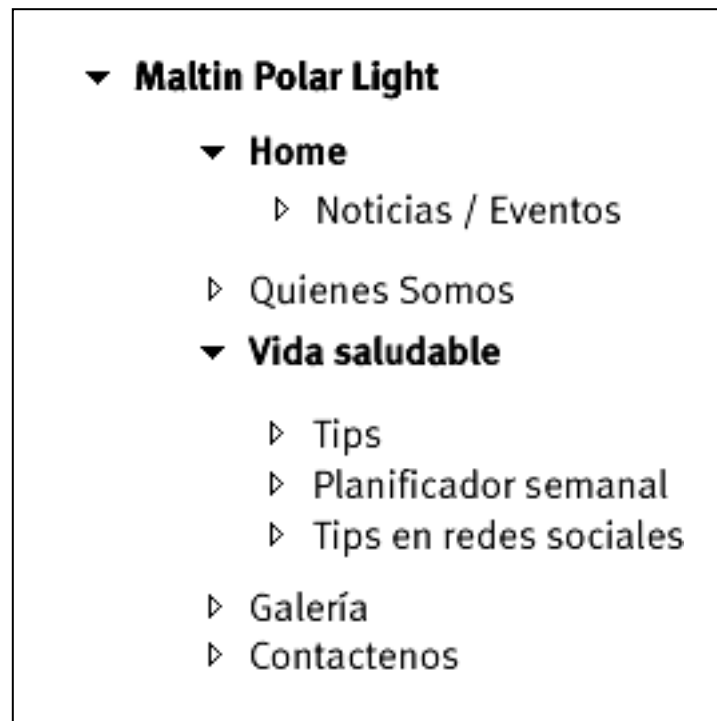 Maltin Polar Light
Home
Noticias / Eventos
Quienes Somos
Vida saludable
Tips
Planificador semanal
Tips en redes sociales
Galería
Contactenos